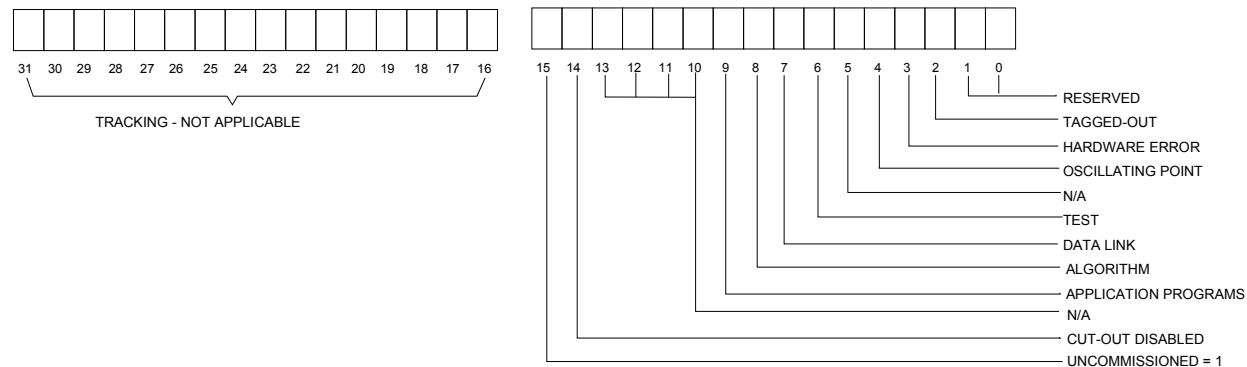 31 30 29 28 27 26 25 24 23 22 21 20 19 18 17 16
TRACKING - NOT APPLICABLE
15 14 13 12 11 10 9 8 7 6 5 4 3 2 1 0
RESERVED
TAGGED-OUT
HARDWARE ERROR
OSCILLATING POINT
N/A
TEST
DATA LINK
ALGORITHM
APPLICATION PROGRAMS
N/A
CUT-OUT DISABLED
UNCOMMISSIONED = 1